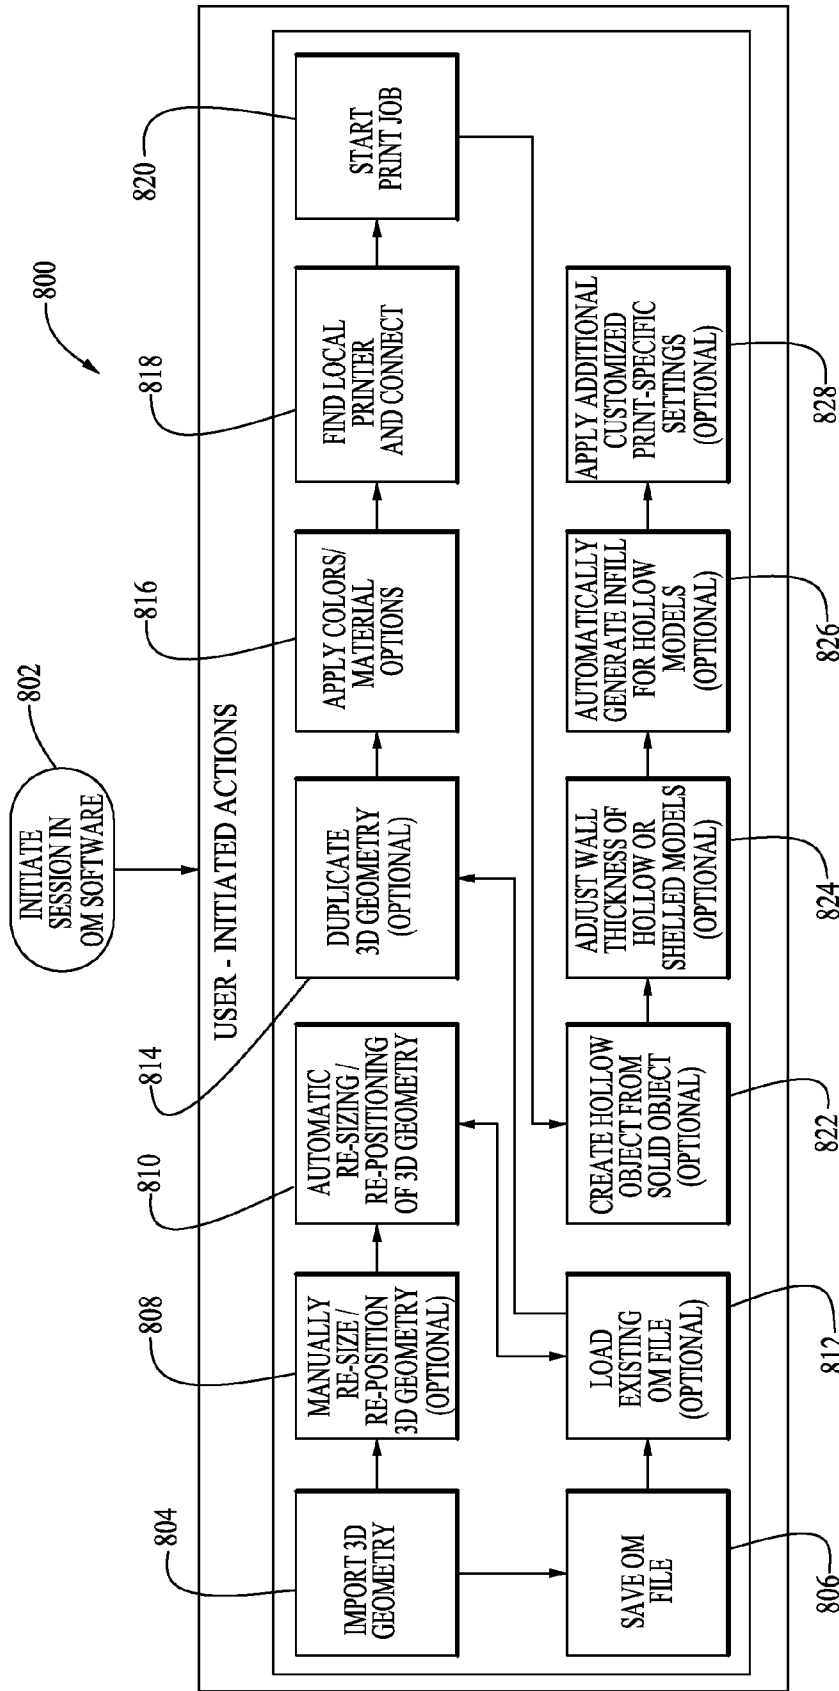 800
INITIATE
SESSION IN
OM SOFTWARE
802
USER - INITIATED ACTIONS
IMPORT 3D
GEOMETRY
804
MANUALLY
RE-SIZE /
RE-POSITION
3D GEOMETRY
(OPTIONAL)
808
AUTOMATIC
RE-SIZING /
RE-POSITIONING
OF 3D GEOMETRY
810
DUPLICATE
3D GEOMETRY
(OPTIONAL)
814
APPLY COLORS/
MATERIAL
OPTIONS
816
FIND LOCAL
PRINTER
AND CONNECT
818
START
PRINT JOB
820
SAVE OM
FILE
806
LOAD
EXISTING
OM FILE
(OPTIONAL)
812
CREATE HOLLOW
OBJECT FROM
SOLID OBJECT
(OPTIONAL)
822
ADJUST WALL
THICKNESS OF
HOLLOW OR
SHELLED MODELS
(OPTIONAL)
824
AUTOMATICALLY
GENERATE INFILL
FOR HOLLOW
MODELS
(OPTIONAL)
826
APPLY ADDITIONAL
CUSTOMIZED
PRINT-SPECIFIC
SETTINGS
(OPTIONAL)
828